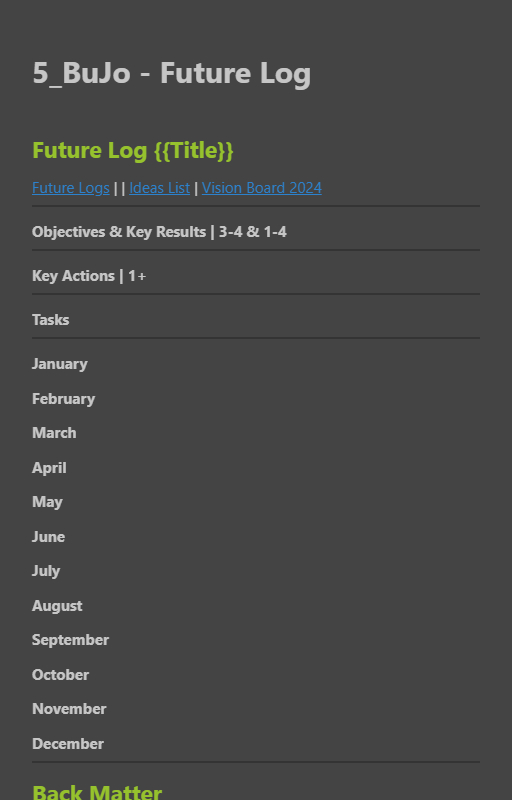 5_BuJo - Future Log
Future Log {{Title}}
Future Logs | | Ideas List | Vision Board 2024
Objectives & Key Results | 3-4 & 1-4
Key Actions | 1+
Tasks
January
February
March
April
May
June
July
August
September
October
November
December
Back Matter